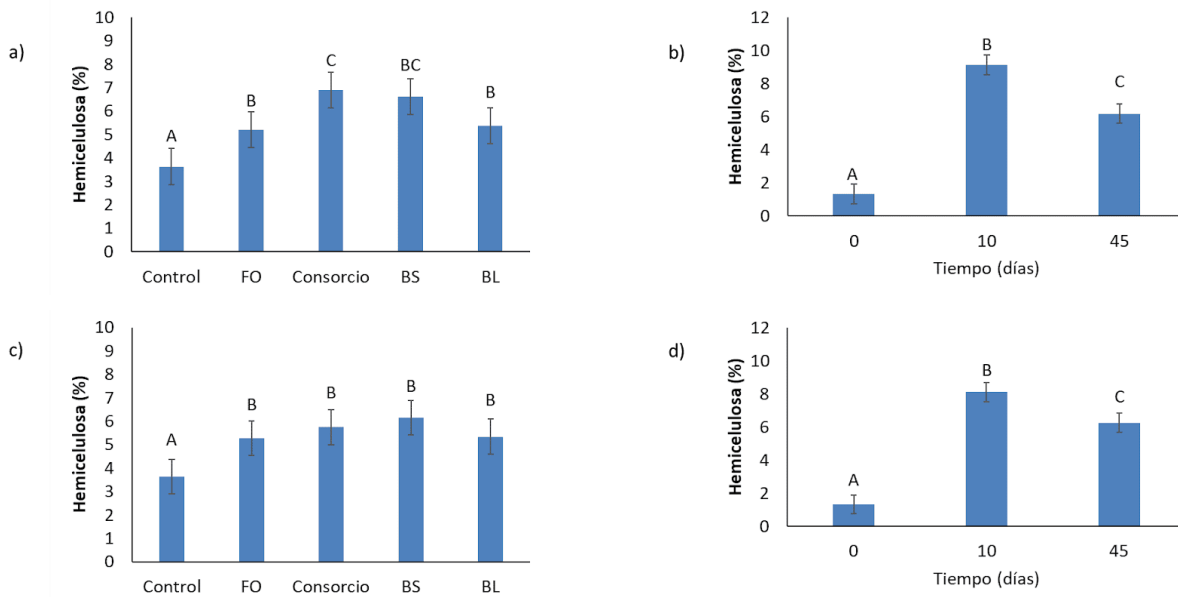 a)
Hemicelulosa (%)
10
9
8
7
6
5
4
3
2
1
0
A
B
C
BC
B
Control FO Consorcio BS BL
b)
Hemicelulosa (%)
12
10
8
6
4
2
0
A
B
C
0 10 45
Tiempo (días)
c)
Hemicelulosa (%)
10
9
8
7
6
5
4
3
2
1
0
A
B
B
B
B
Control FO Consorcio BS BL
d)
Hemicelulosa (%)
12
10
8
6
4
2
0
A
B
C
0 10 45
Tiempo (días)